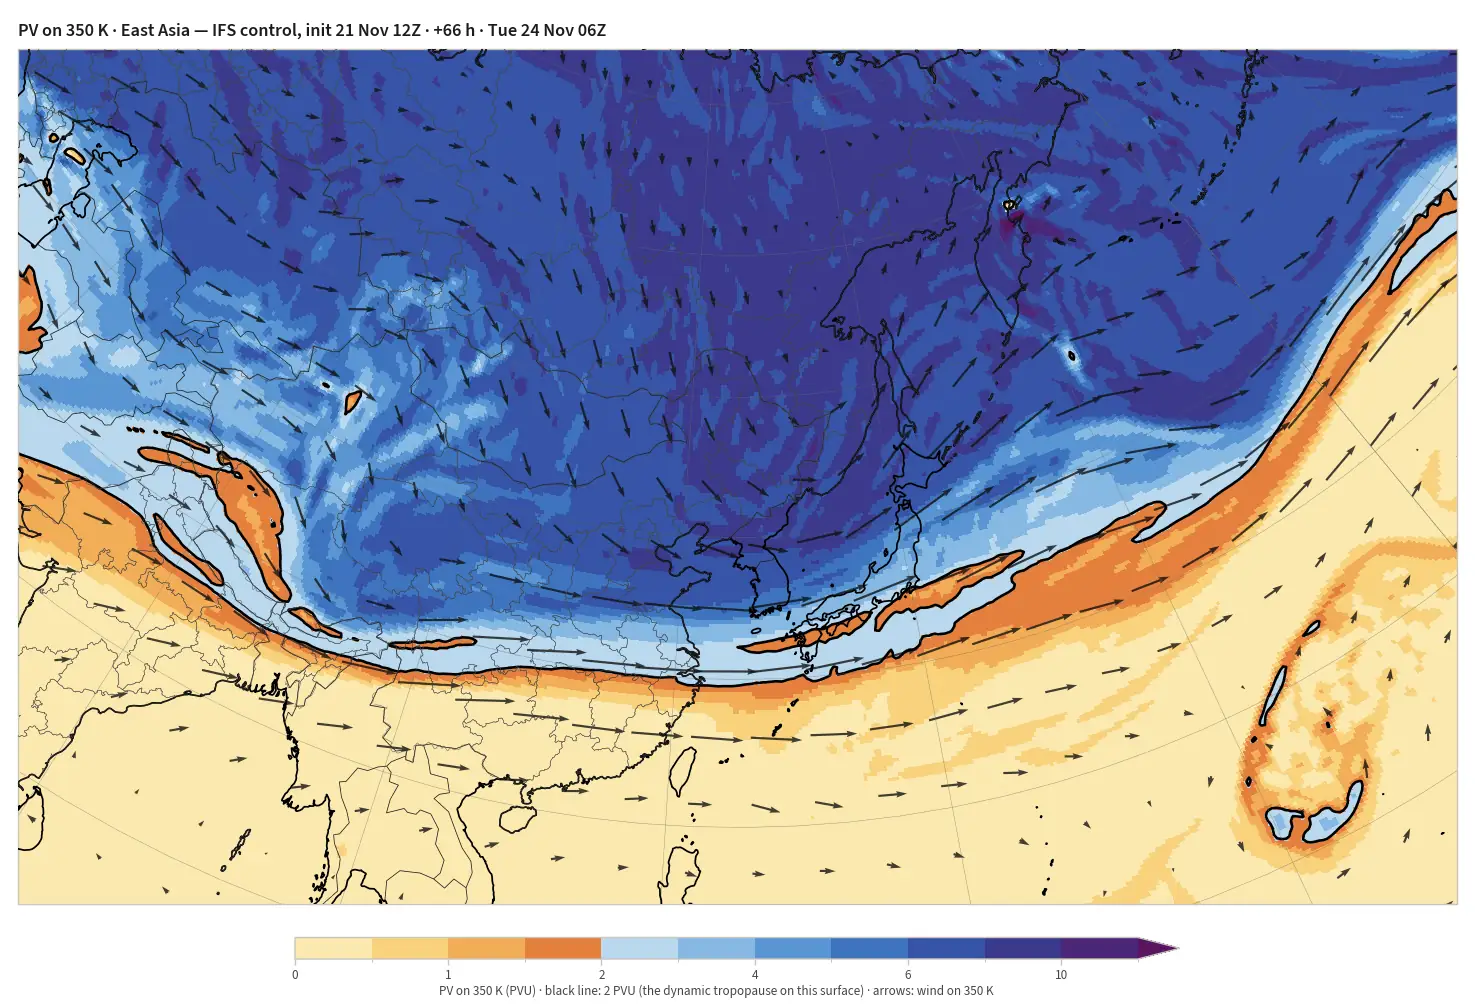 PV on 350 K · East Asia — IFS control, init 21 Nov 12Z · +66 h · Tue 24 Nov 06Z
0 1 2 4 6 10
PV on 350 K (PVU) · black line: 2 PVU (the dynamic tropopause on this surface) · arrows: wind on 350 K